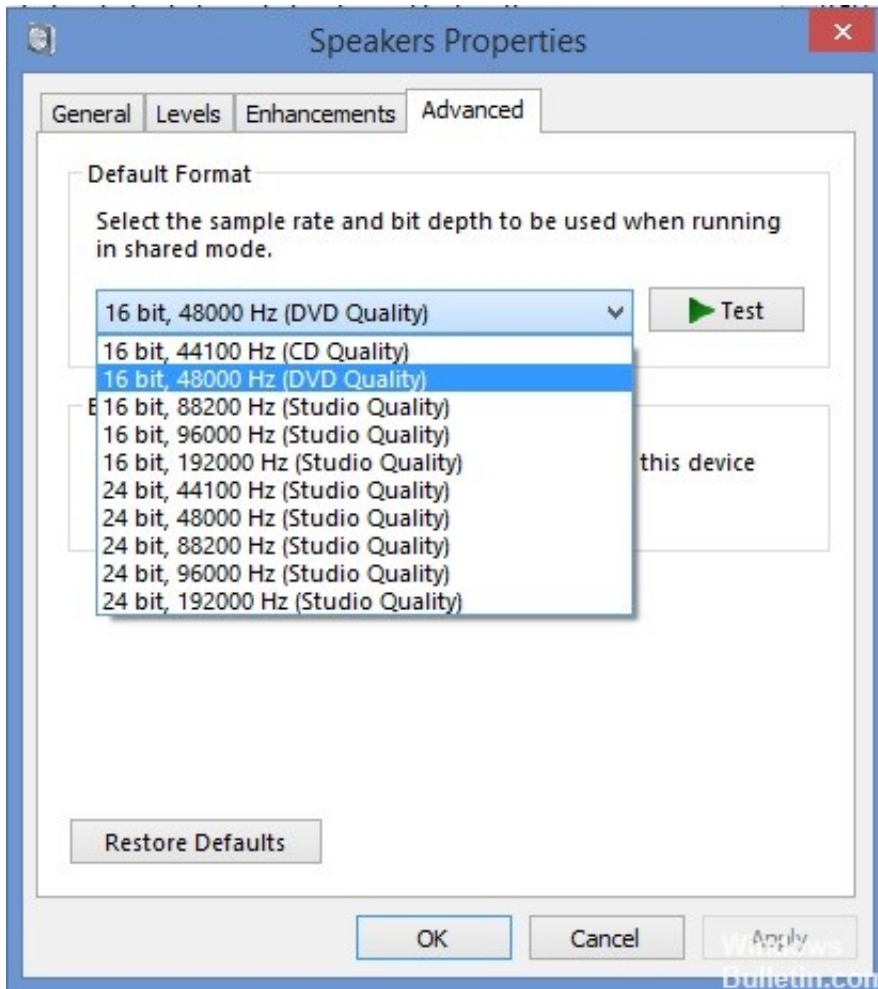 Speakers Properties
General Levels Enhancements Advanced
Default Format
Select the sample rate and bit depth to be used when running
in shared mode.
16 bit, 48000 Hz (DVD Quality)
Test
16 bit, 44100 Hz (CD Quality)
16 bit, 48000 Hz (DVD Quality)
16 bit, 88200 Hz (Studio Quality)
16 bit, 96000 Hz (Studio Quality)
16 bit, 192000 Hz (Studio Quality)
this device
24 bit, 44100 Hz (Studio Quality)
24 bit, 48000 Hz (Studio Quality)
24 bit, 88200 Hz (Studio Quality)
24 bit, 96000 Hz (Studio Quality)
24 bit, 192000 Hz (Studio Quality)
Restore Defaults
OK Cancel Apply
Windows
Bulletin.com